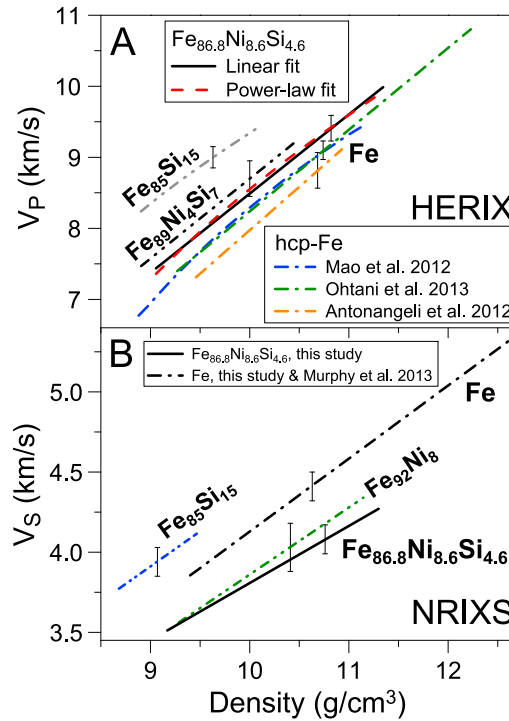 A
Fe86.8Ni8.6Si4.6
Linear fit
Power-law fit
11
10
9
8
7
VP (km/s)
Fe85Si15
Fe89Ni4Si7
Fe
HERIX
hcp-Fe
Mao et al. 2012
Ohtani et al. 2013
Antonangeli et al. 2012
B
Fe86.8Ni8.6Si4.6, this study
Fe, this study & Murphy et al. 2013
5.0
4.5
4.0
3.5
VS (km/s)
Fe
Fe85Si15
Fe92Ni8
Fe86.8Ni8.6Si4.6
NRIXS
9 10 11 12
Density (g/cm³)